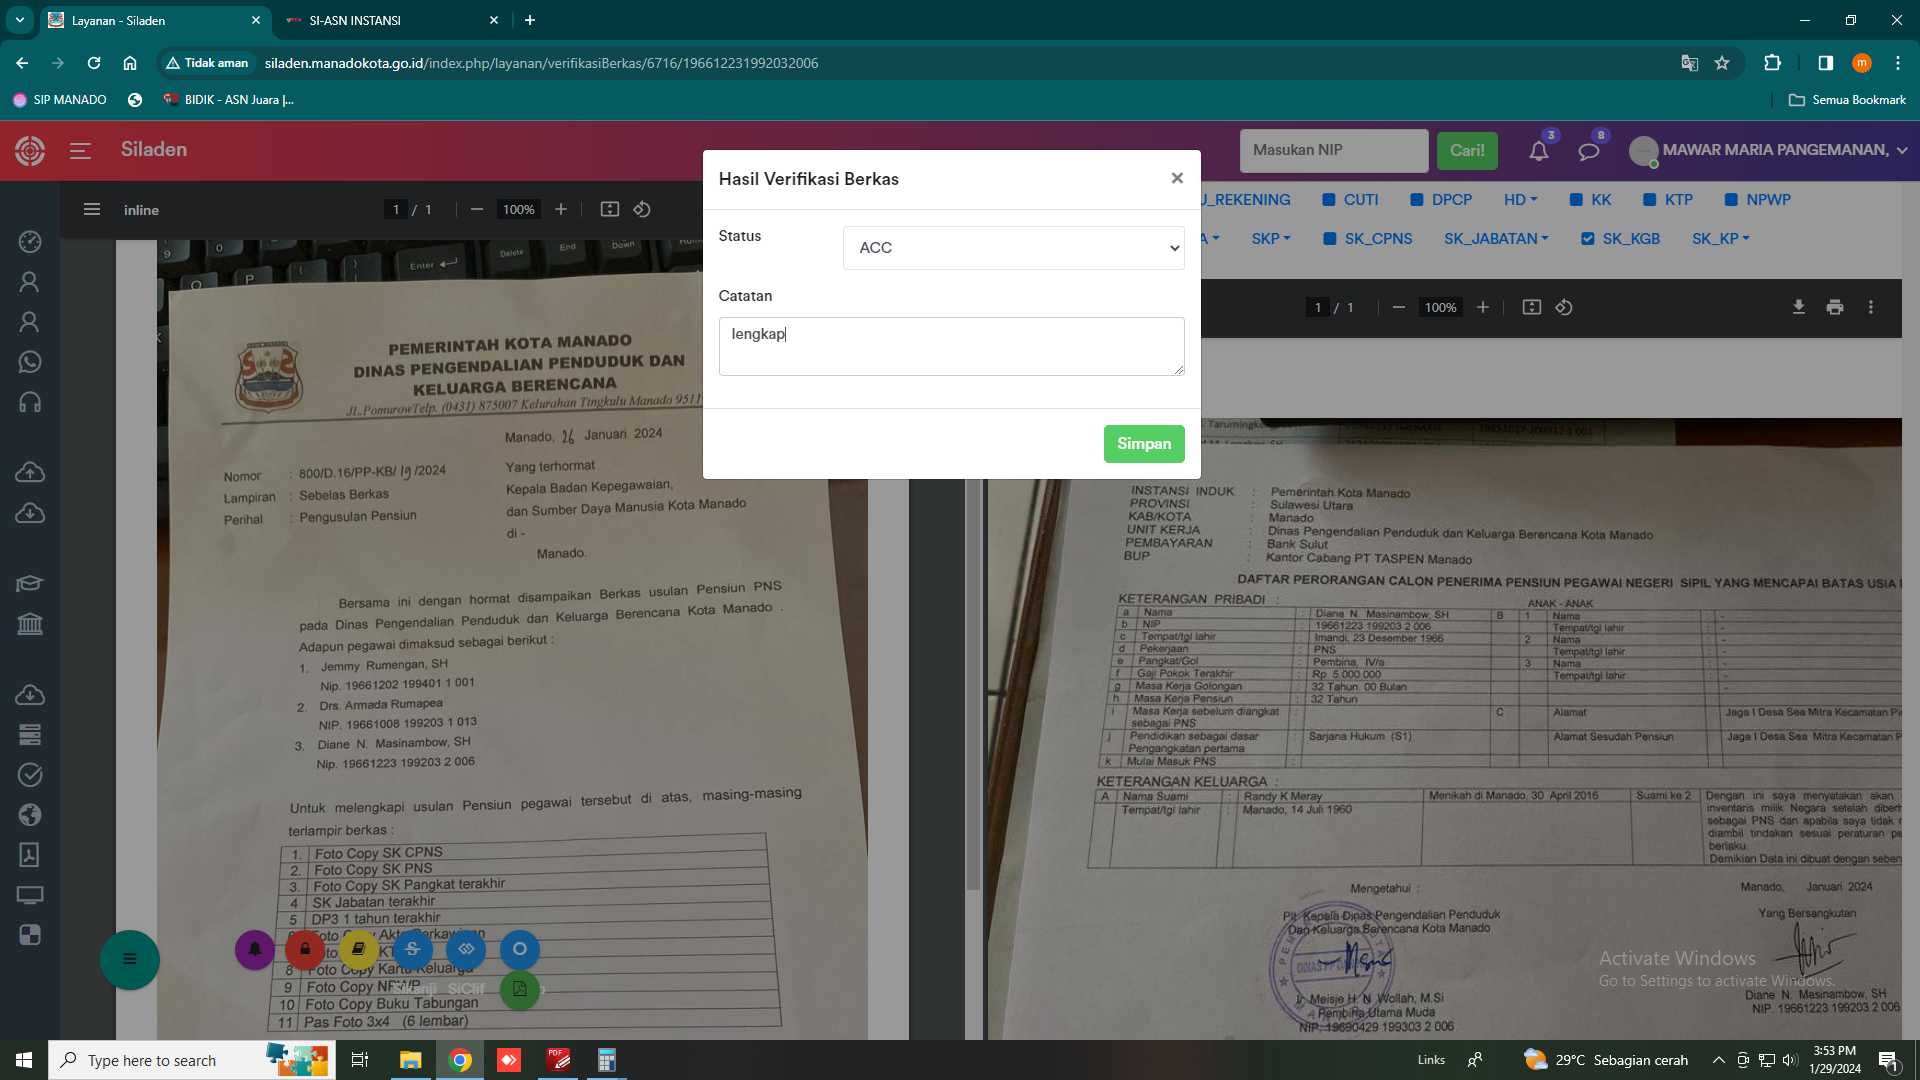 Layanan - Siladen
SI-ASN INSTANSI
Tidak aman
siladen.manadokota.go.id/index.php/layanan/verifikasiBerkas/6716/196612231992032006
m
SIP MANADO
BIDIK - ASN Juara |...
Semua Bookmark
Siladen
Masukan NIP
Cari!
3
8
MAWAR MARIA PANGEMANAN,
inline
1 / 1
100%
U_REKENING
CUTI
DPCP
HD
KK
KTP
NPWP
SKP
SK_CPNS
SK_JABATAN
SK_KGB
SK_KP
1 / 1
100%
Hasil Verifikasi Berkas
Status
ACC
Catatan
lengkap
Simpan
Enter
Delete
End
Down
PEMERINTAH KOTA MANADO
DINAS PENGENDALIAN PENDUDUK DAN
KELUARGA BERENCANA
JL.PomurowTelp. (0431) 875007 Kelurahan Tingkulu Manado 9511
Manado, 26 Januari 2024
Nomor : 800/D.16/PP-KB/ 19 /2024
Lampiran : Sebelas Berkas
Perihal : Pengusulan Pensiun
Yang terhormat
Kepala Badan Kepegawaian,
dan Sumber Daya Manusia Kota Manado
di -
Manado.
Bersama ini dengan hormat disampaikan Berkas usulan Pensiun PNS
pada Dinas Pengendalian Penduduk dan Keluarga Berencana Kota Manado .
Adapun pegawai dimaksud sebagai berikut :
1. Jemmy Rumengan, SH
Nip. 19661202 199401 1 001
2. Drs. Armada Rumapea
NIP. 19661008 199203 1 013
3. Diane N. Masinambow, SH
Nip. 19661223 199203 2 006
Untuk melengkapi usulan Pensiun pegawai tersebut di atas, masing-masing
terlampir berkas :
1. Foto Copy SK CPNS
2. Foto Copy SK PNS
3. Foto Copy SK Pangkat terakhir
4 SK Jabatan terakhir
5 DP3 1 tahun terakhir
Foto Copy Akte Perkawinan
8 Foto Copy Kartu Keluarga
9 Foto Copy NPWP
10 Foto Copy Buku Tabungan
11 Pas Foto 3x4 (6 lembar)
SiClif
INSTANSI INDUK : Pemerintah Kota Manado
PROVINSI : Sulawesi Utara
KAB/KOTA : Manado
UNIT KERJA : Dinas Pengendalian Penduduk dan Keluarga Berencana Kota Manado
PEMBAYARAN : Bank Sulut
BUP : Kantor Cabang PT TASPEN Manado
DAFTAR PERORANGAN CALON PENERIMA PENSIUN PEGAWAI NEGERI SIPIL YANG MENCAPAI BATAS USIA
KETERANGAN PRIBADI :
ANAK - ANAK
a Nama : Diane N. Masinambow, SH B 1 Nama : -
b NIP : 19661223 199203 2 006 Tempat/tgl lahir : -
c Tempat/tgl lahir : Imandi, 23 Desember 1966 2 Nama -
d Pekerjaan : PNS Tempat/tgl lahir : -
e Pangkat/Gol : Pembina, IV/a 3 Nama : -
f Gaji Pokok Terakhir : Rp. 5.000.000 Tempat/tgl lahir : -
g Masa Kerja Golongan : 32 Tahun. 00 Bulan -
h Masa Kerja Pensiun : 32 Tahun
i Masa Kerja sebelum diangkat sebagai PNS : C Alamat Jaga I Desa Sea Mitra Kecamatan
j Pendidikan sebagai dasar Pengangkatan pertama : Sarjana Hukum (S1) Alamat Sesudah Pensiun Jaga I Desa Sea Mitra Kecamatan
k Mulai Masuk PNS :
KETERANGAN KELUARGA :
A Nama Suami : Randy K Meray Menikah di Manado, 30 April 2016 Suami ke 2
Tempat/tgl lahir : Manado, 14 Juli 1960
Dengan ini saya menyatakan akan
inventaris milik Negara setelah
sebagai PNS dan apabila saya tidak
diambil tindakan sesuai peraturan
berlaku.
Demikian Data ini dibuat dengan
Mengetahui :
Plt. Kepala Dinas Pengendalian Penduduk
Dan Keluarga Berencana Kota Manado
Manado, Januari 2024
Yang Bersangkutan
Meisje H. N. Wollah, M.Si
Pembina Utama Muda
NIP. 19690429 199303 2 006
Diane N. Masinambow, SH
NIP. 19661223 199203 2 006
Activate Windows
Go to Settings to activate Windows.
Type here to search
Links
29°C Sebagian cerah
3:53 PM
1/29/2024
1